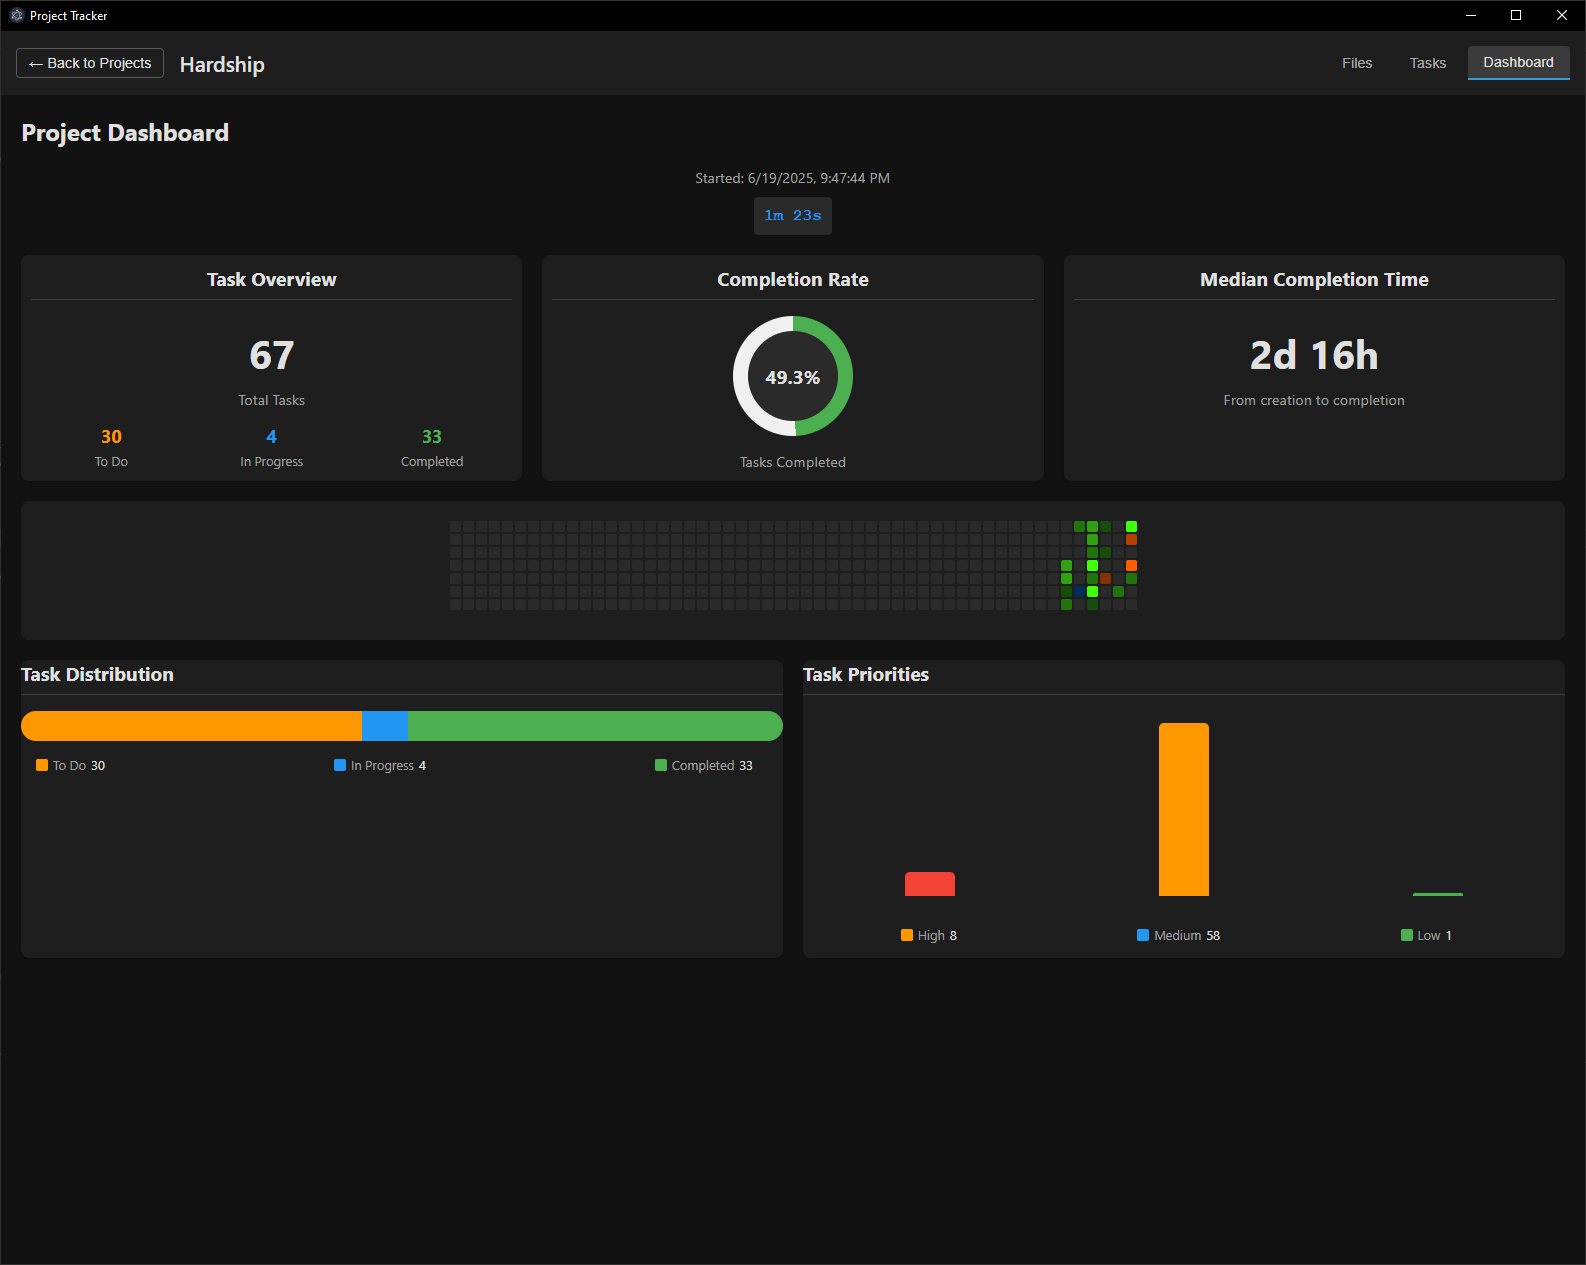 Project Tracker
← Back to Projects
Hardship
Files
Tasks
Dashboard
Project Dashboard
Started: 6/19/2025, 9:47:44 PM
1m 23s
Task Overview
67
Total Tasks
30
To Do
4
In Progress
33
Completed
Completion Rate
49.3%
Tasks Completed
Median Completion Time
2d 16h
From creation to completion
Task Distribution
To Do 30
In Progress 4
Completed 33
Task Priorities
High 8
Medium 58
Low 1